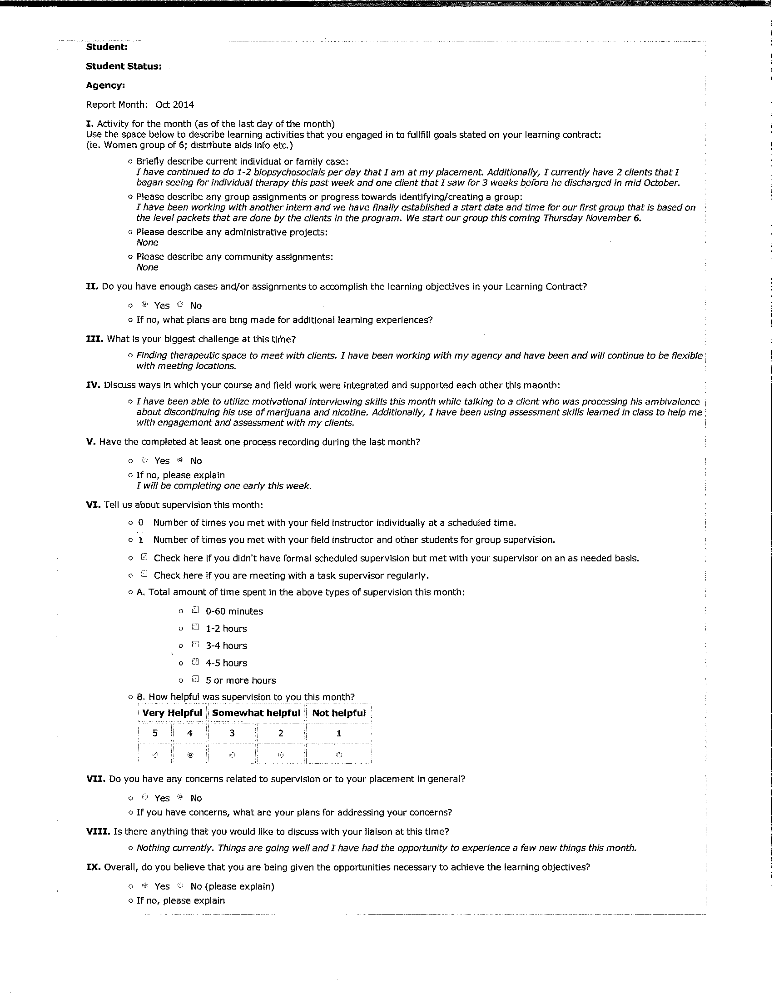 Student:
Student Status:
Agency:
Report Month: Oct 2014
I. Activity for the month (as of the last day of the month)
Use the space below to describe learning activities that you engaged in to fullfill goals stated on your learning contract:
(ie. Women group of 6; distribute aids info etc.)
o Briefly describe current individual or family case:
I have continued to do 1-2 biopsychosocials per day that I am at my placement. Additionally, I currently have 2 clients that I
began seeing for individual therapy this past week and one client that I saw for 3 weeks before he discharged in mid October.
o Please describe any group assignments or progress towards identifying/creating a group:
I have been working with another intern and we have finally established a start date and time for our first group that is based on
the level packets that are done by the clients in the program. We start our group this coming Thursday November 6.
o Please describe any administrative projects:
None
o Please describe any community assignments:
None
II. Do you have enough cases and/or assignments to accomplish the learning objectives in your Learning Contract?
o Yes No
o If no, what plans are bing made for additional learning experiences?
III. What is your biggest challenge at this time?
o Finding therapeutic space to meet with clients. I have been working with my agency and have been and will continue to be flexible
with meeting locations.
IV. Discuss ways in which your course and field work were integrated and supported each other this maonth:
o I have been able to utilize motivational interviewing skills this month while talking to a client who was processing his ambivalence
about discontinuing his use of marijuana and nicotine. Additionally, I have been using assessment skills learned in class to help me
with engagement and assessment with my clients.
V. Have the completed at least one process recording during the last month?
o Yes No
o If no, please explain
I will be completing one early this week.
VI. Tell us about supervision this month:
o 0 Number of times you met with your field instructor individually at a scheduled time.
o 1 Number of times you met with your field instructor and other students for group supervision.
o Check here if you didn't have formal scheduled supervision but met with your supervisor on an as needed basis.
o Check here if you are meeting with a task supervisor regularly.
o A. Total amount of time spent in the above types of supervision this month:
o 0-60 minutes
o 1-2 hours
o 3-4 hours
o 4-5 hours
o 5 or more hours
o B. How helpful was supervision to you this month?
Very Helpful Somewhat helpful Not helpful
5 4 3 2 1
VII. Do you have any concerns related to supervision or to your placement in general?
o Yes No
o If you have concerns, what are your plans for addressing your concerns?
VIII. Is there anything that you would like to discuss with your liaison at this time?
o Nothing currently. Things are going well and I have had the opportunity to experience a few new things this month.
IX. Overall, do you believe that you are being given the opportunities necessary to achieve the learning objectives?
o Yes No (please explain)
o If no, please explain